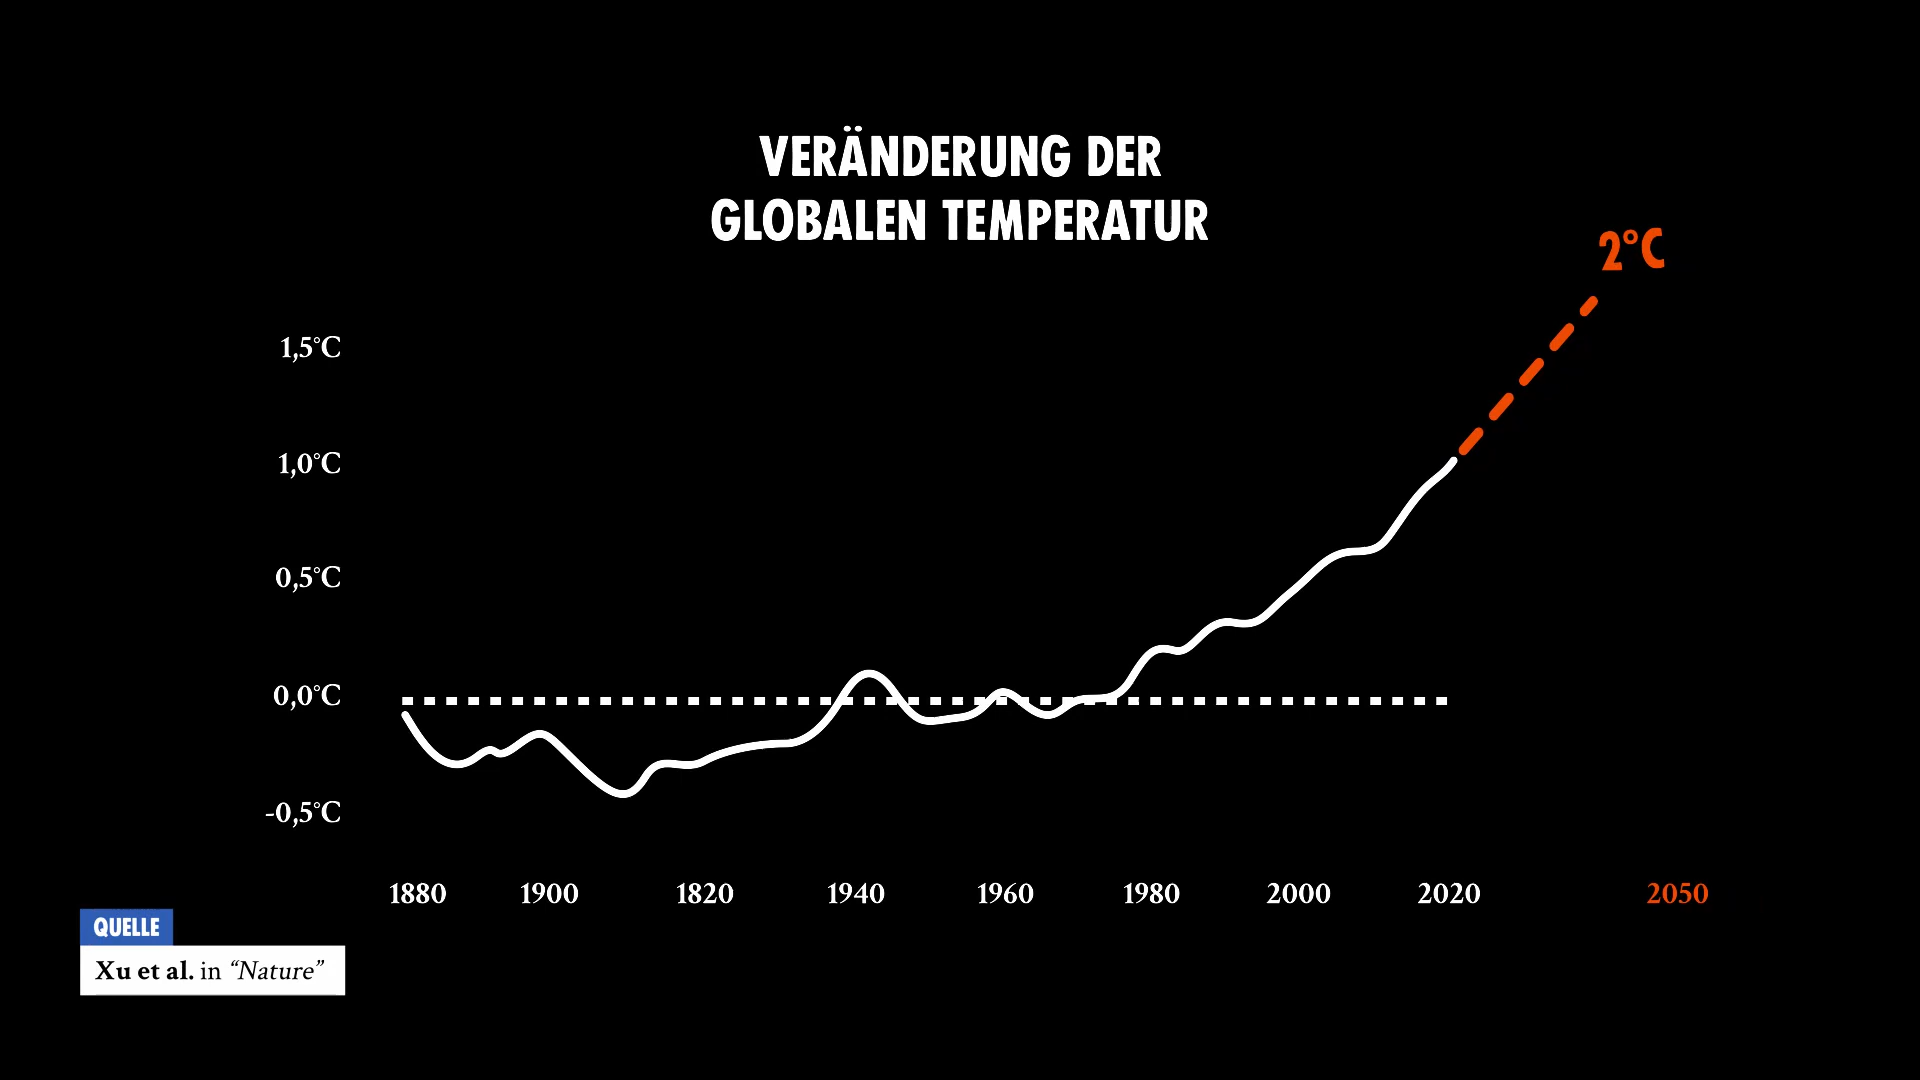 VERÄNDERUNG DER
GLOBALEN TEMPERATUR
2°C
1,5°C
1,0°C
0,5°C
0,0°C
-0,5°C
1880 1900 1820 1940 1960 1980 2000 2020 2050
QUELLE
Xu et al. in “Nature”